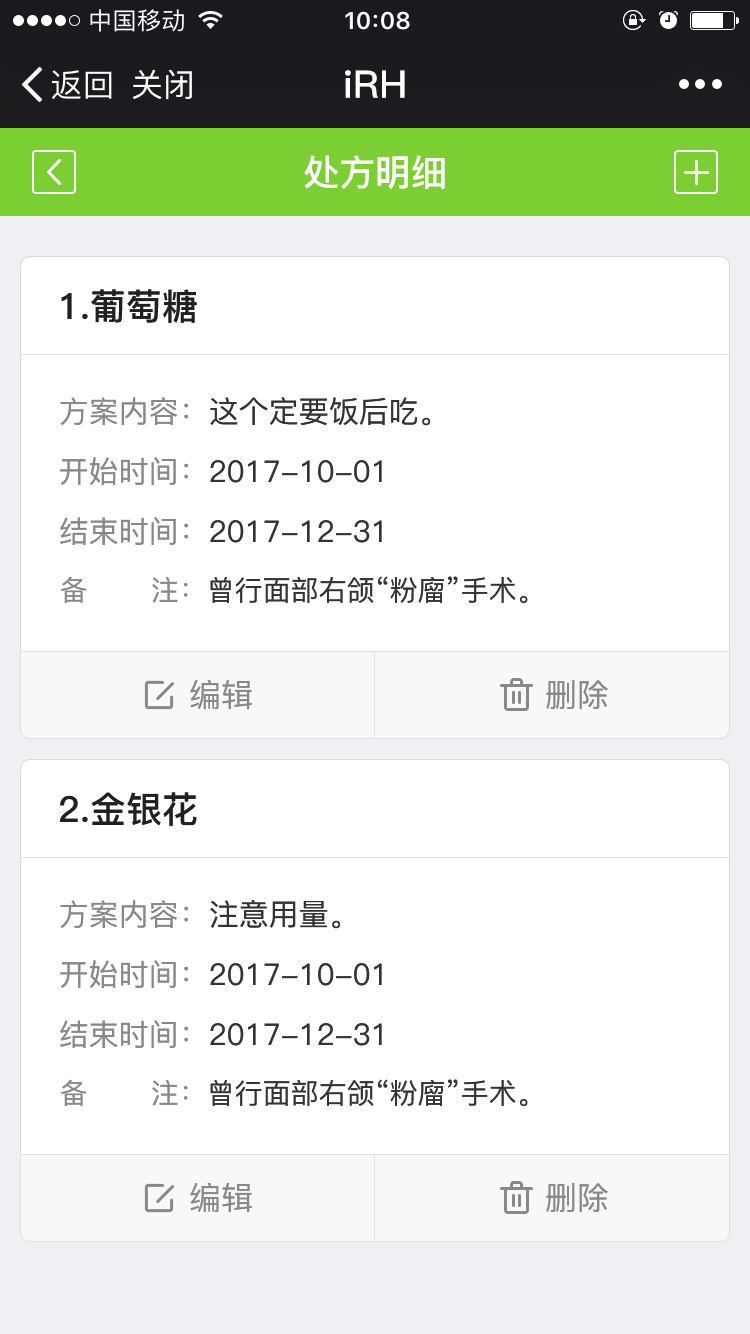 中国移动 10:08
返回 关闭 iRH
处方明细
1.葡萄糖
方案内容：这个定要饭后吃。
开始时间：2017-10-01
结束时间：2017-12-31
备 注：曾行面部右颌“粉瘤”手术。
编辑 删除
2.金银花
方案内容：注意用量。
开始时间：2017-10-01
结束时间：2017-12-31
备 注：曾行面部右颌“粉瘤”手术。
编辑 删除